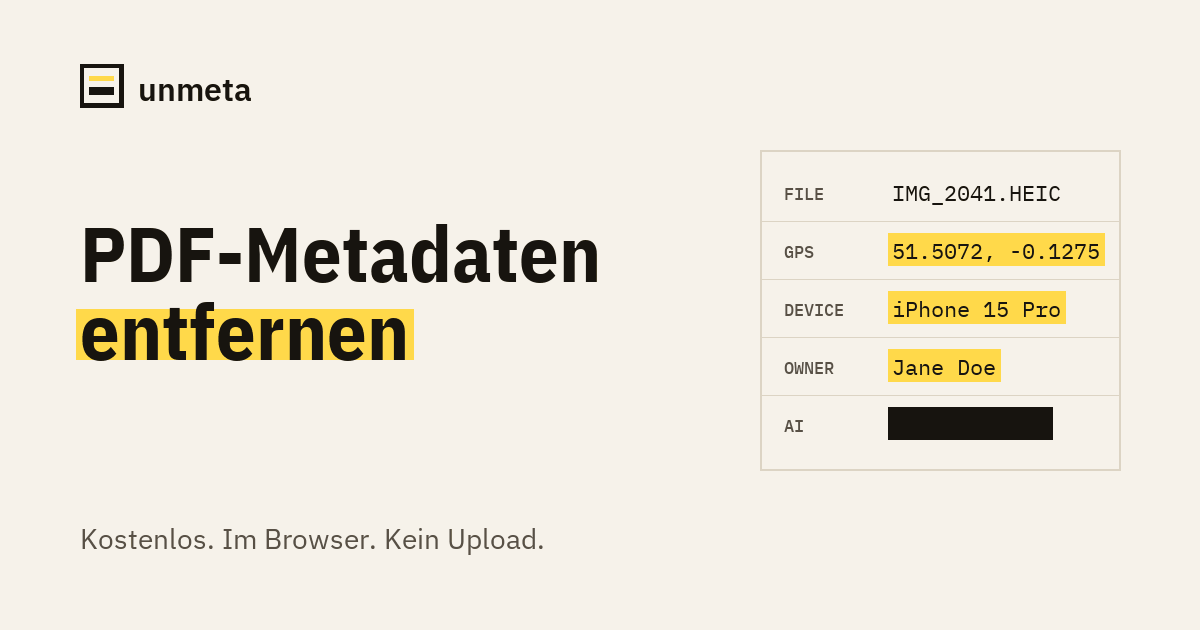 unmeta
PDF-Metadaten
entfernen
Kostenlos. Im Browser. Kein Upload.
FILE IMG_2041.HEIC
GPS 51.5072, -0.1275
DEVICE iPhone 15 Pro
OWNER Jane Doe
AI